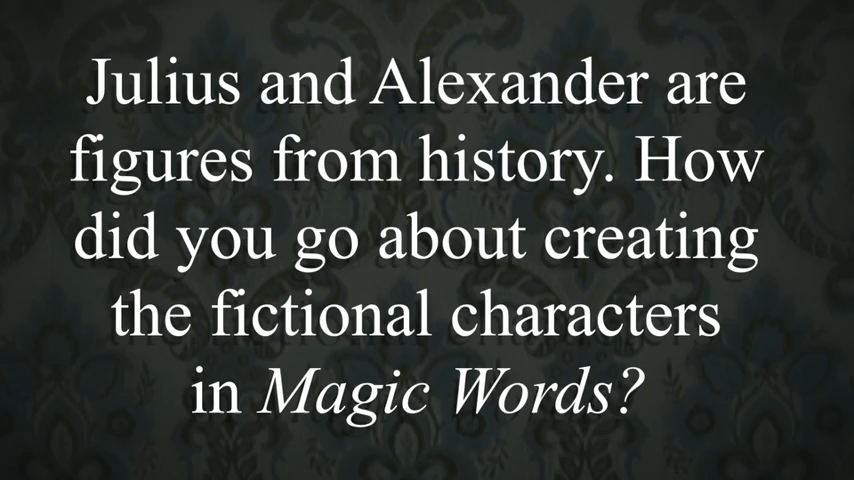 Julius and Alexander are
figures from history. How
did you go about creating
the fictional characters
in Magic Words?